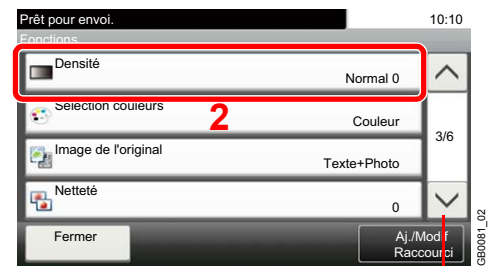 Prêt pour envoi. 10:10
Fonctions
Densité
Normal 0
Sélection couleurs
2
Couleur
3/6
Image de l'original
Texte+Photo
Netteté
0
Fermer
Aj./Modif
Raccourci
GB0081_02